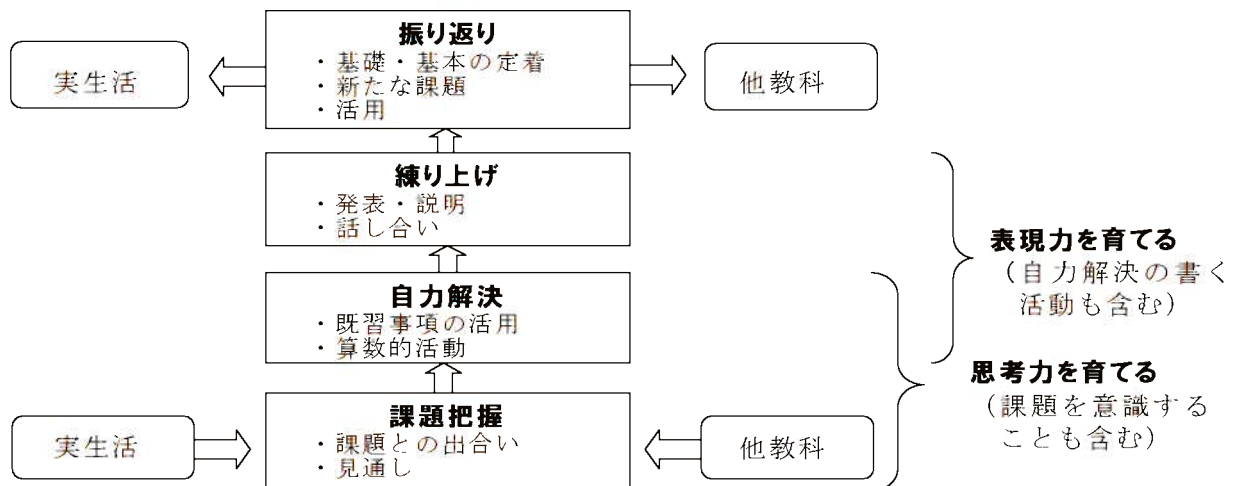 振り返り
・基礎・基本の定着
・新たな課題
・活用
実生活
他教科
練り上げ
・発表・説明
・話し合い
表現力を育てる
（自力解決の書く
活動も含む）
自力解決
・既習事項の活用
・算数的活動
思考力を育てる
（課題を意識する
ことも含む）
課題把握
・課題との出合い
・見通し
実生活
他教科